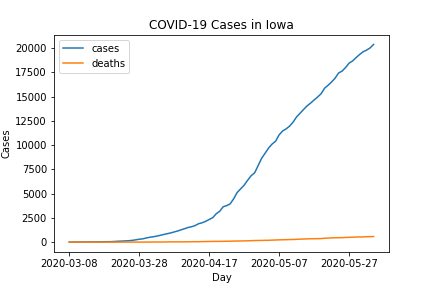 COVID-19 Cases in Iowa
cases
deaths
20000
17500
15000
12500
10000
7500
5000
2500
0
Cases
2020-03-08 2020-03-28 2020-04-17 2020-05-07 2020-05-27
Day